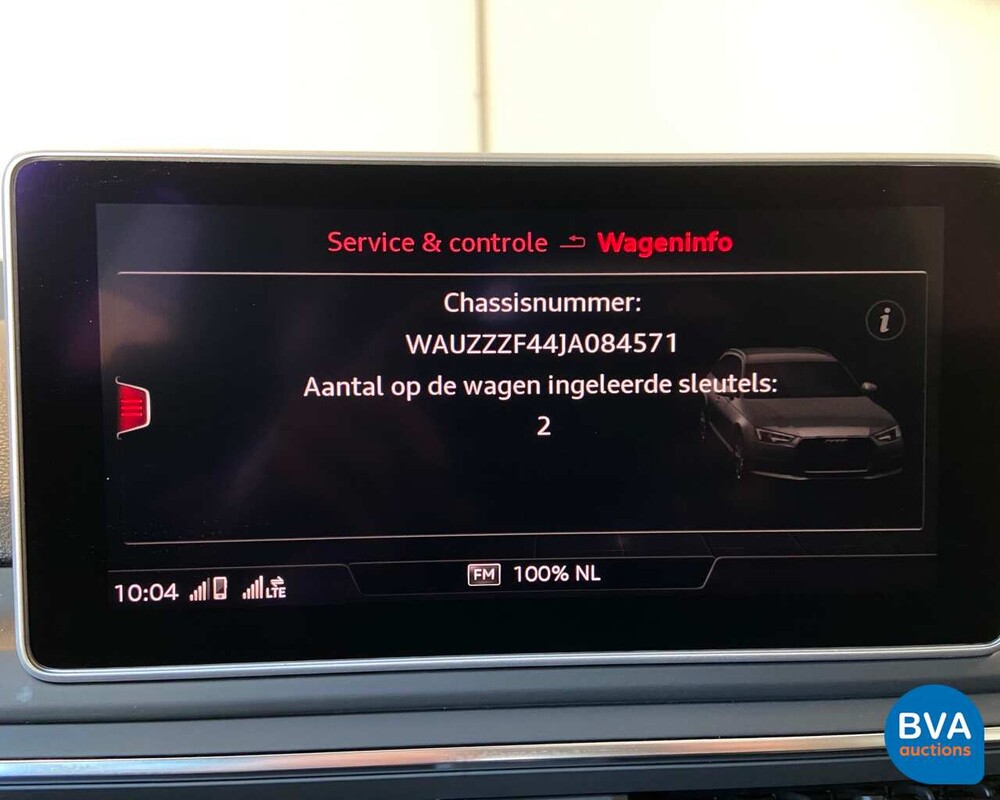 Service & controle Wageninfo
Chassisnummer:
WAUZZZF44JA084571
Aantal op de wagen ingeleerde sleutels:
2
i
10:04 LTE FM 100% NL
BVA
auctions